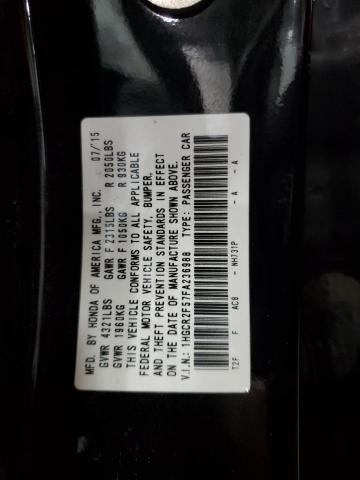 MFD. BY HONDA OF AMERICA MFG., INC. 07/15
GVWR 4321LBS GAWR F 2315LBS R 2050LBS
GVWR 1960KG GAWR F 1050KG R 930KG
THIS VEHICLE CONFORMS TO ALL APPLICABLE
FEDERAL MOTOR VEHICLE SAFETY, BUMPER,
AND THEFT PREVENTION STANDARDS IN EFFECT
ON THE DATE OF MANUFACTURE SHOWN ABOVE.
V.I.N.: 1HGCR2F57FA236988 TYPE: PASSENGER CAR
T2F F AC8 - NH731P - A - A